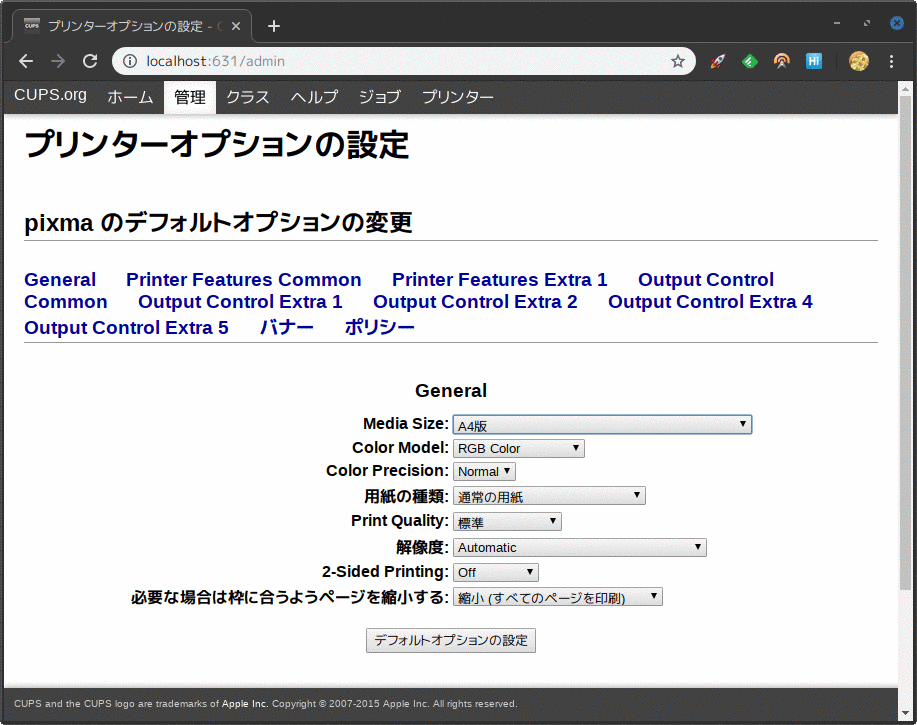 CUPS プリンターオプションの設定 -
localhost:631/admin
Hi!
CUPS.org ホーム 管理 クラス ヘルプ ジョブ プリンター
プリンターオプションの設定
pixma のデフォルトオプションの変更
General Printer Features Common Printer Features Extra 1 Output Control
Common Output Control Extra 1 Output Control Extra 2 Output Control Extra 4
Output Control Extra 5 バナー ポリシー
General
Media Size: A4版
Color Model: RGB Color
Color Precision: Normal
用紙の種類: 通常の用紙
Print Quality: 標準
解像度: Automatic
2-Sided Printing: Off
必要な場合は枠に合うようページを縮小する: 縮小 (すべてのページを印刷)
デフォルトオプションの設定
CUPS and the CUPS logo are trademarks of Apple Inc. Copyright © 2007-2015 Apple Inc. All rights reserved.